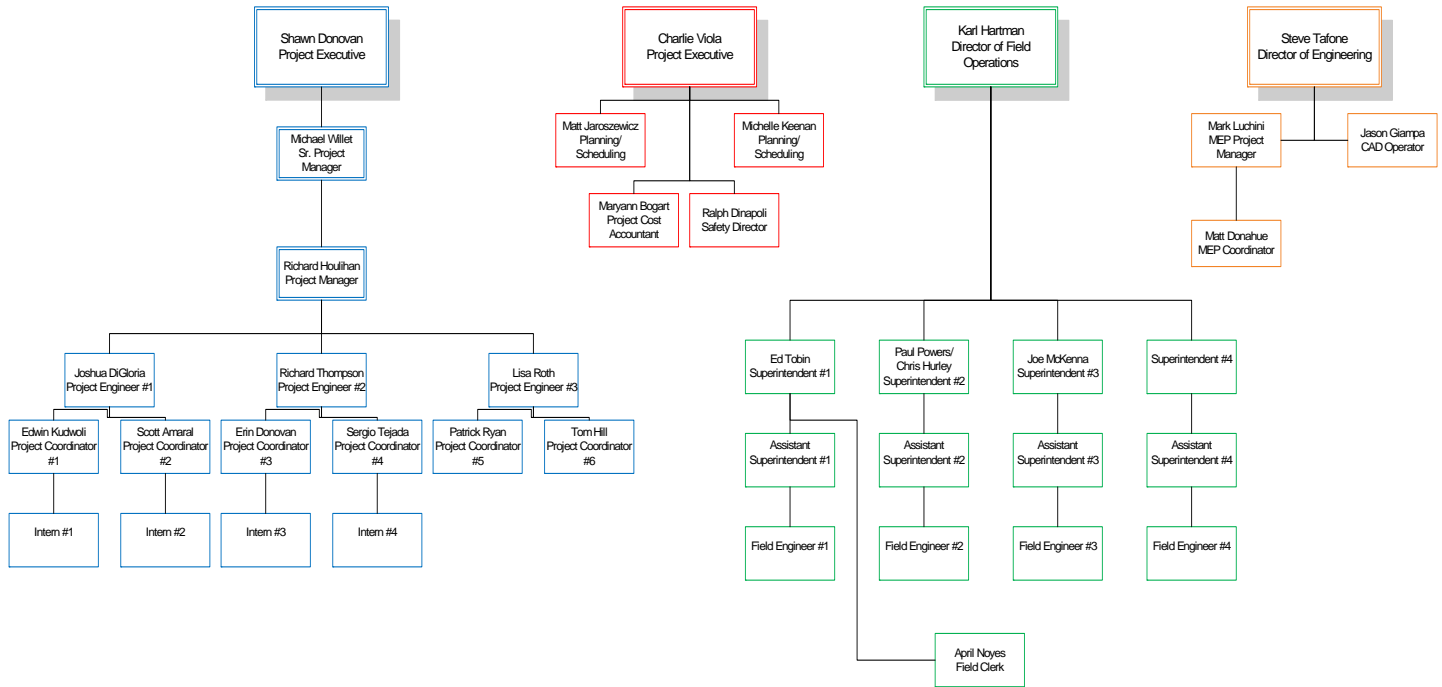 Shawn Donovan
Project Executive
Charlie Viola
Project Executive
Karl Hartman
Director of Field
Operations
Steve Tafone
Director of Engineering
Michael Willet
Sr. Project
Manager
Matt Jaroszewicz
Planning/
Scheduling
Michelle Keenan
Planning/
Scheduling
Mark Luchini
MEP Project
Manager
Jason Giampa
CAD Operator
Maryann Bogart
Project Cost
Accountant
Ralph Dinapoli
Safety Director
Matt Donahue
MEP Coordinator
Richard Houlihan
Project Manager
Joshua DiGloria
Project Engineer #1
Richard Thompson
Project Engineer #2
Lisa Roth
Project Engineer #3
Ed Tobin
Superintendent #1
Paul Powers/
Chris Hurley
Superintendent #2
Joe McKenna
Superintendent #3
Superintendent #4
Edwin Kudwoli
Project Coordinator
#1
Scott Amaral
Project Coordinator
#2
Erin Donovan
Project Coordinator
#3
Sergio Tejada
Project Coordinator
#4
Patrick Ryan
Project Coordinator
#5
Tom Hill
Project Coordinator
#6
Assistant
Superintendent #1
Assistant
Superintendent #2
Assistant
Superintendent #3
Assistant
Superintendent #4
Intern #1
Intern #2
Intern #3
Intern #4
Field Engineer #1
Field Engineer #2
Field Engineer #3
Field Engineer #4
April Noyes
Field Clerk